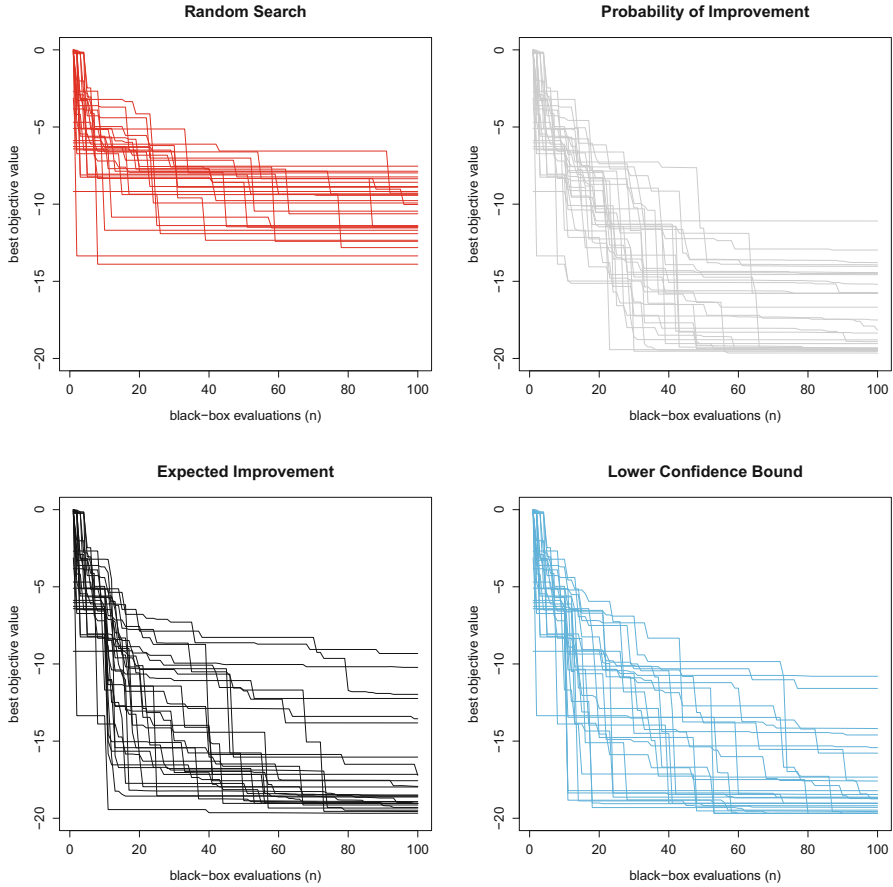 Random Search
best objective value
0
−5
−10
−15
−20
0 20 40 60 80 100
black−box evaluations (n)
Probability of Improvement
best objective value
0
−5
−10
−15
−20
0 20 40 60 80 100
black−box evaluations (n)
Expected Improvement
best objective value
0
−5
−10
−15
−20
0 20 40 60 80 100
black−box evaluations (n)
Lower Confidence Bound
best objective value
0
−5
−10
−15
−20
0 20 40 60 80 100
black−box evaluations (n)